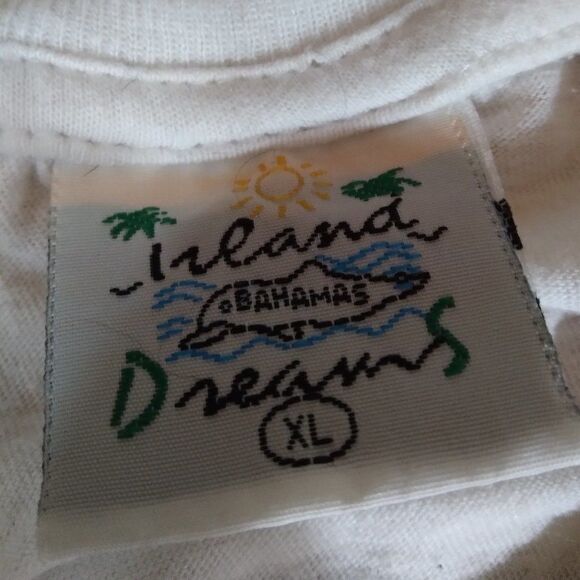 Island
BAHAMAS
DreamS
XL